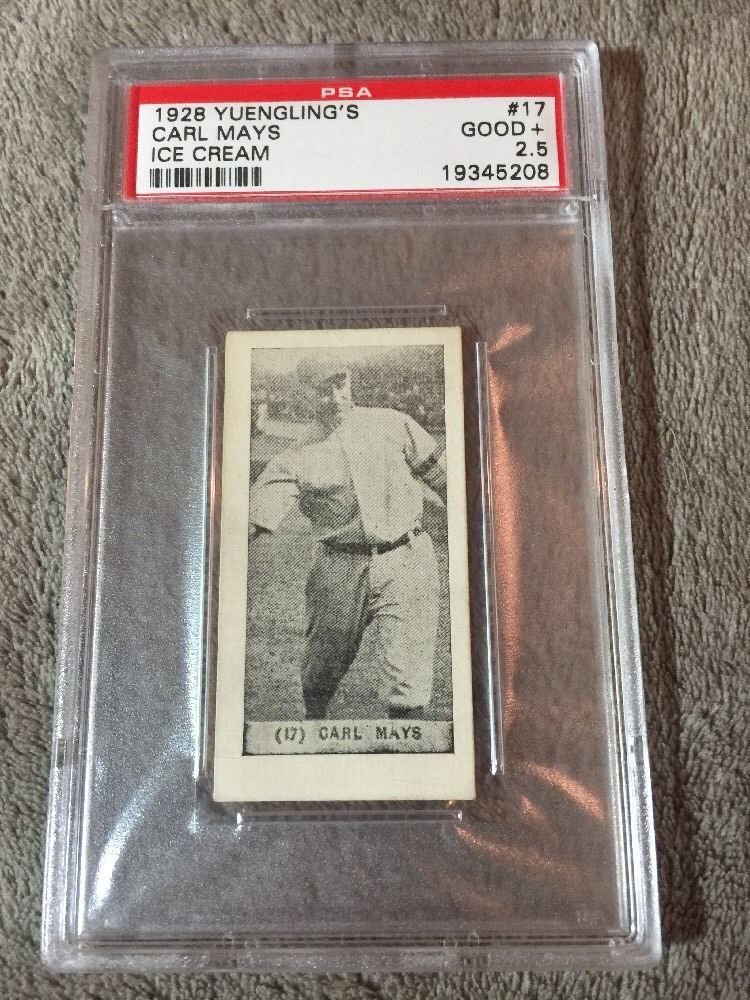 PSA
1928 YUENGLING'S #17
CARL MAYS GOOD +
ICE CREAM 2.5
19345208
(17) CARL MAYS